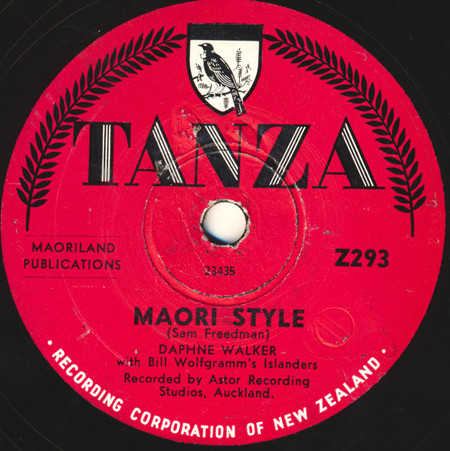 TANZA
MAORILAND
PUBLICATIONS
23435
Z293
MAORI STYLE
(Sam Freedman)
DAPHNE WALKER
with Bill Wolfgramm's Islanders
Recorded by Astor Recording
Studios, Auckland.
· RECORDING CORPORATION OF NEW ZEALAND ·